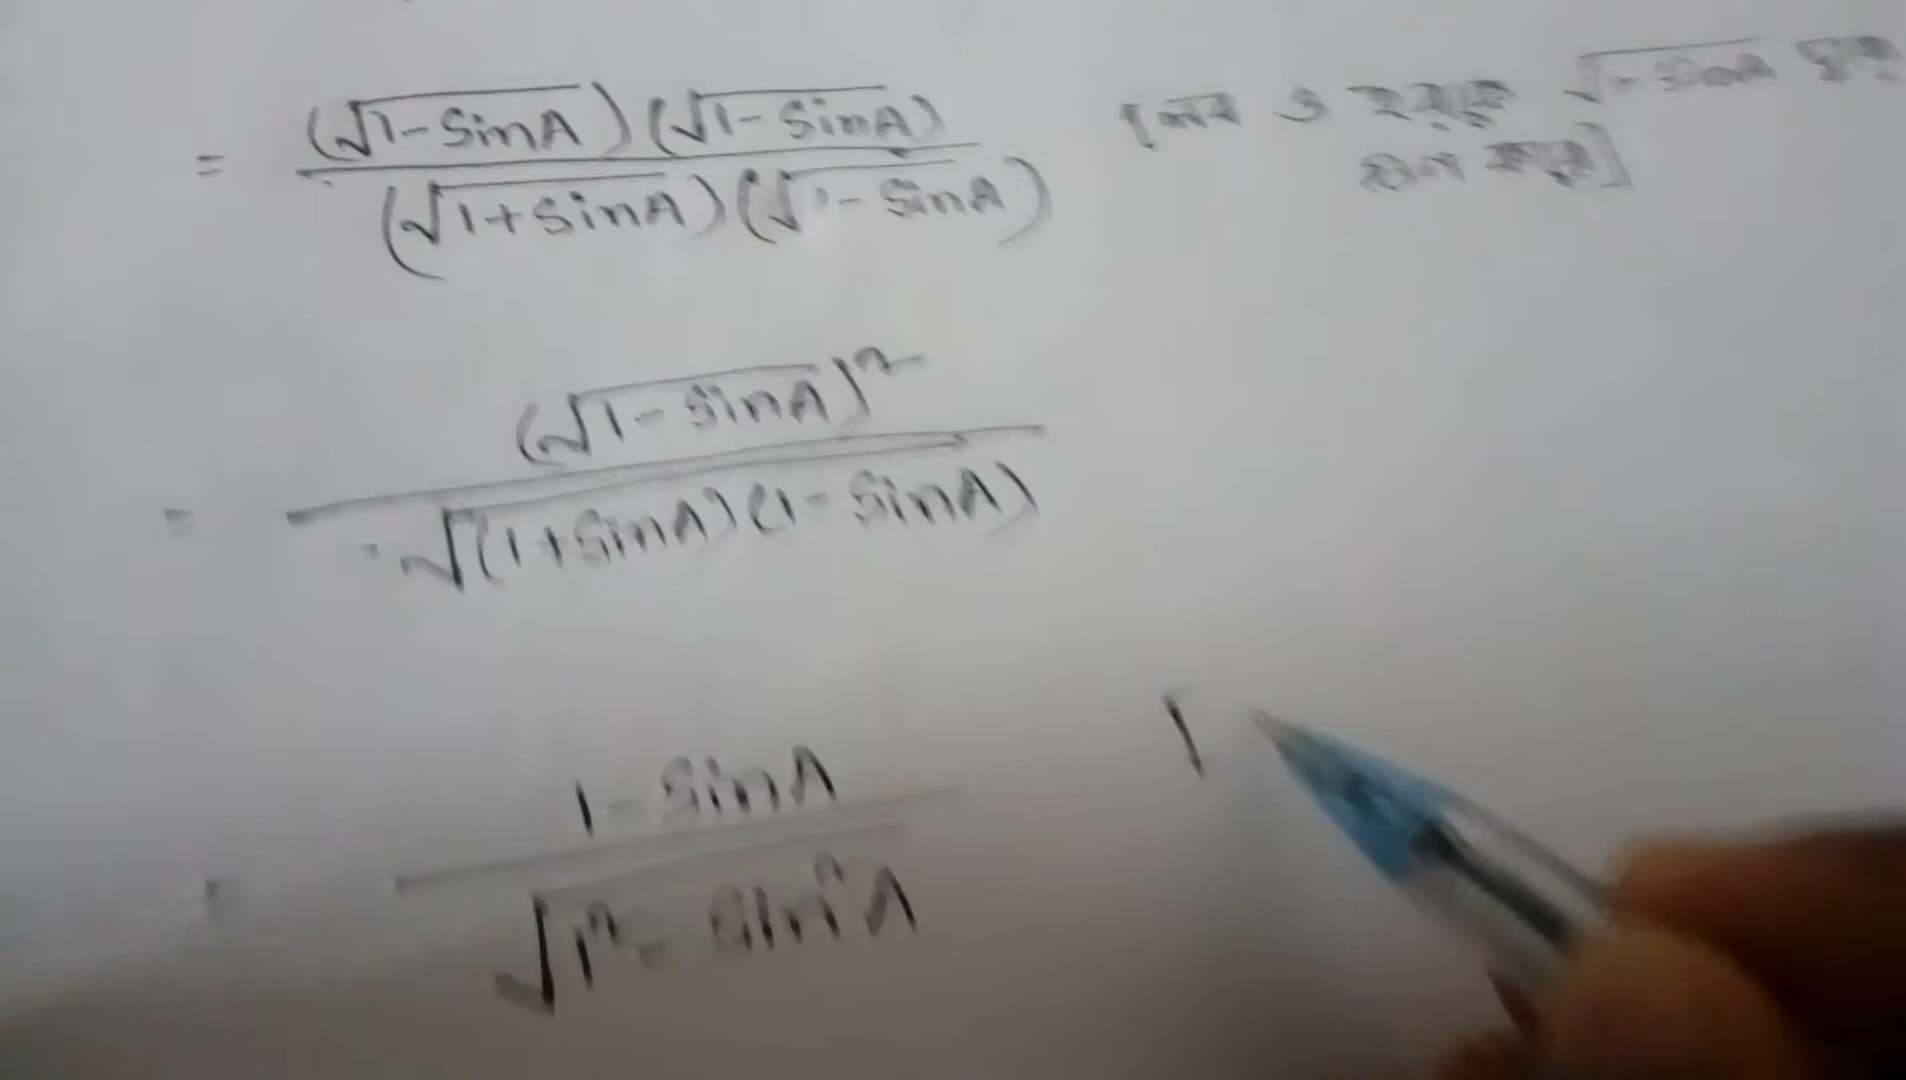 = (√1-sinA)(√1-sinA) / (√1+sinA)(√1-sinA) [লব ও হরকে √1-sinA দ্বারা
গুণ করে]
= (√1-sinA)² / √(1+sinA)(1-sinA)
= 1-sinA / √1²-sin²A [